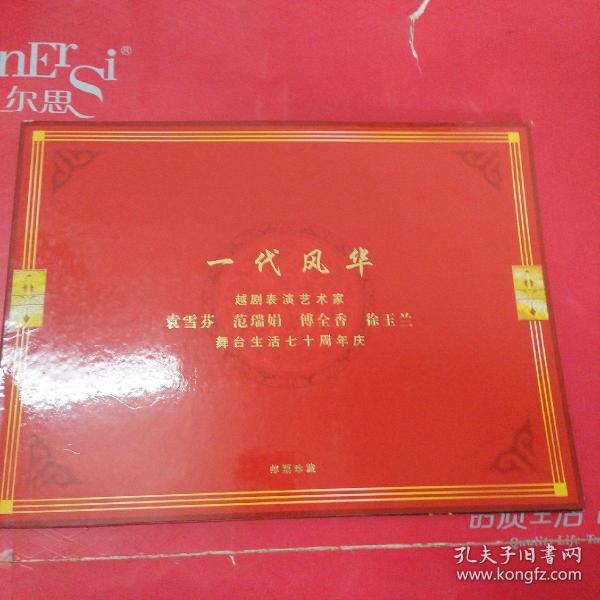 nErSi®
尔思
一代风华
越剧表演艺术家
袁雪芬 范瑞娟 傅全香 徐玉兰
舞台生活七十周年庆
邮票珍藏
Quality Life
孔夫子旧书网
www.kongfz.com